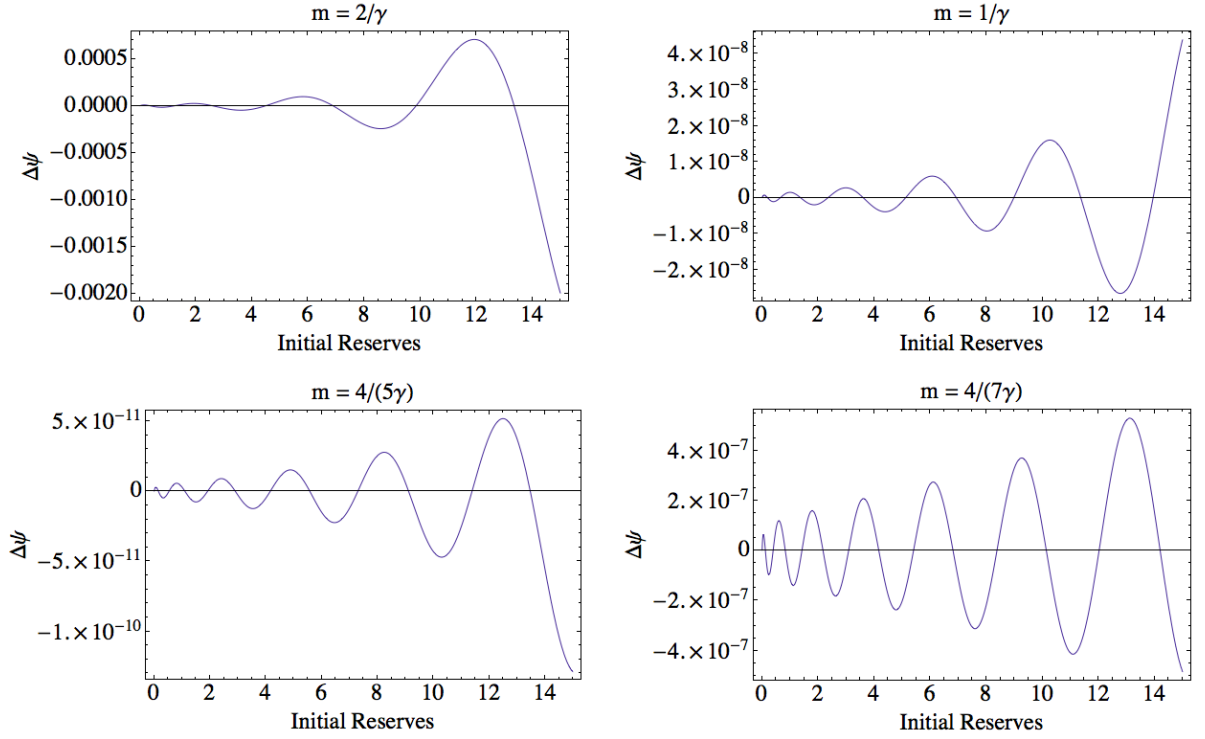 m = 2/γ
0.0005
0.0000
−0.0005
−0.0010
−0.0015
−0.0020
Δψ
0 2 4 6 8 10 12 14
Initial Reserves
m = 1/γ
4.×10⁻⁸
3.×10⁻⁸
2.×10⁻⁸
1.×10⁻⁸
0
−1.×10⁻⁸
−2.×10⁻⁸
Δψ
0 2 4 6 8 10 12 14
Initial Reserves
m = 4/(5γ)
5.×10⁻¹¹
0
−5.×10⁻¹¹
−1.×10⁻¹⁰
Δψ
0 2 4 6 8 10 12 14
Initial Reserves
m = 4/(7γ)
4.×10⁻⁷
2.×10⁻⁷
0
−2.×10⁻⁷
−4.×10⁻⁷
Δψ
0 2 4 6 8 10 12 14
Initial Reserves